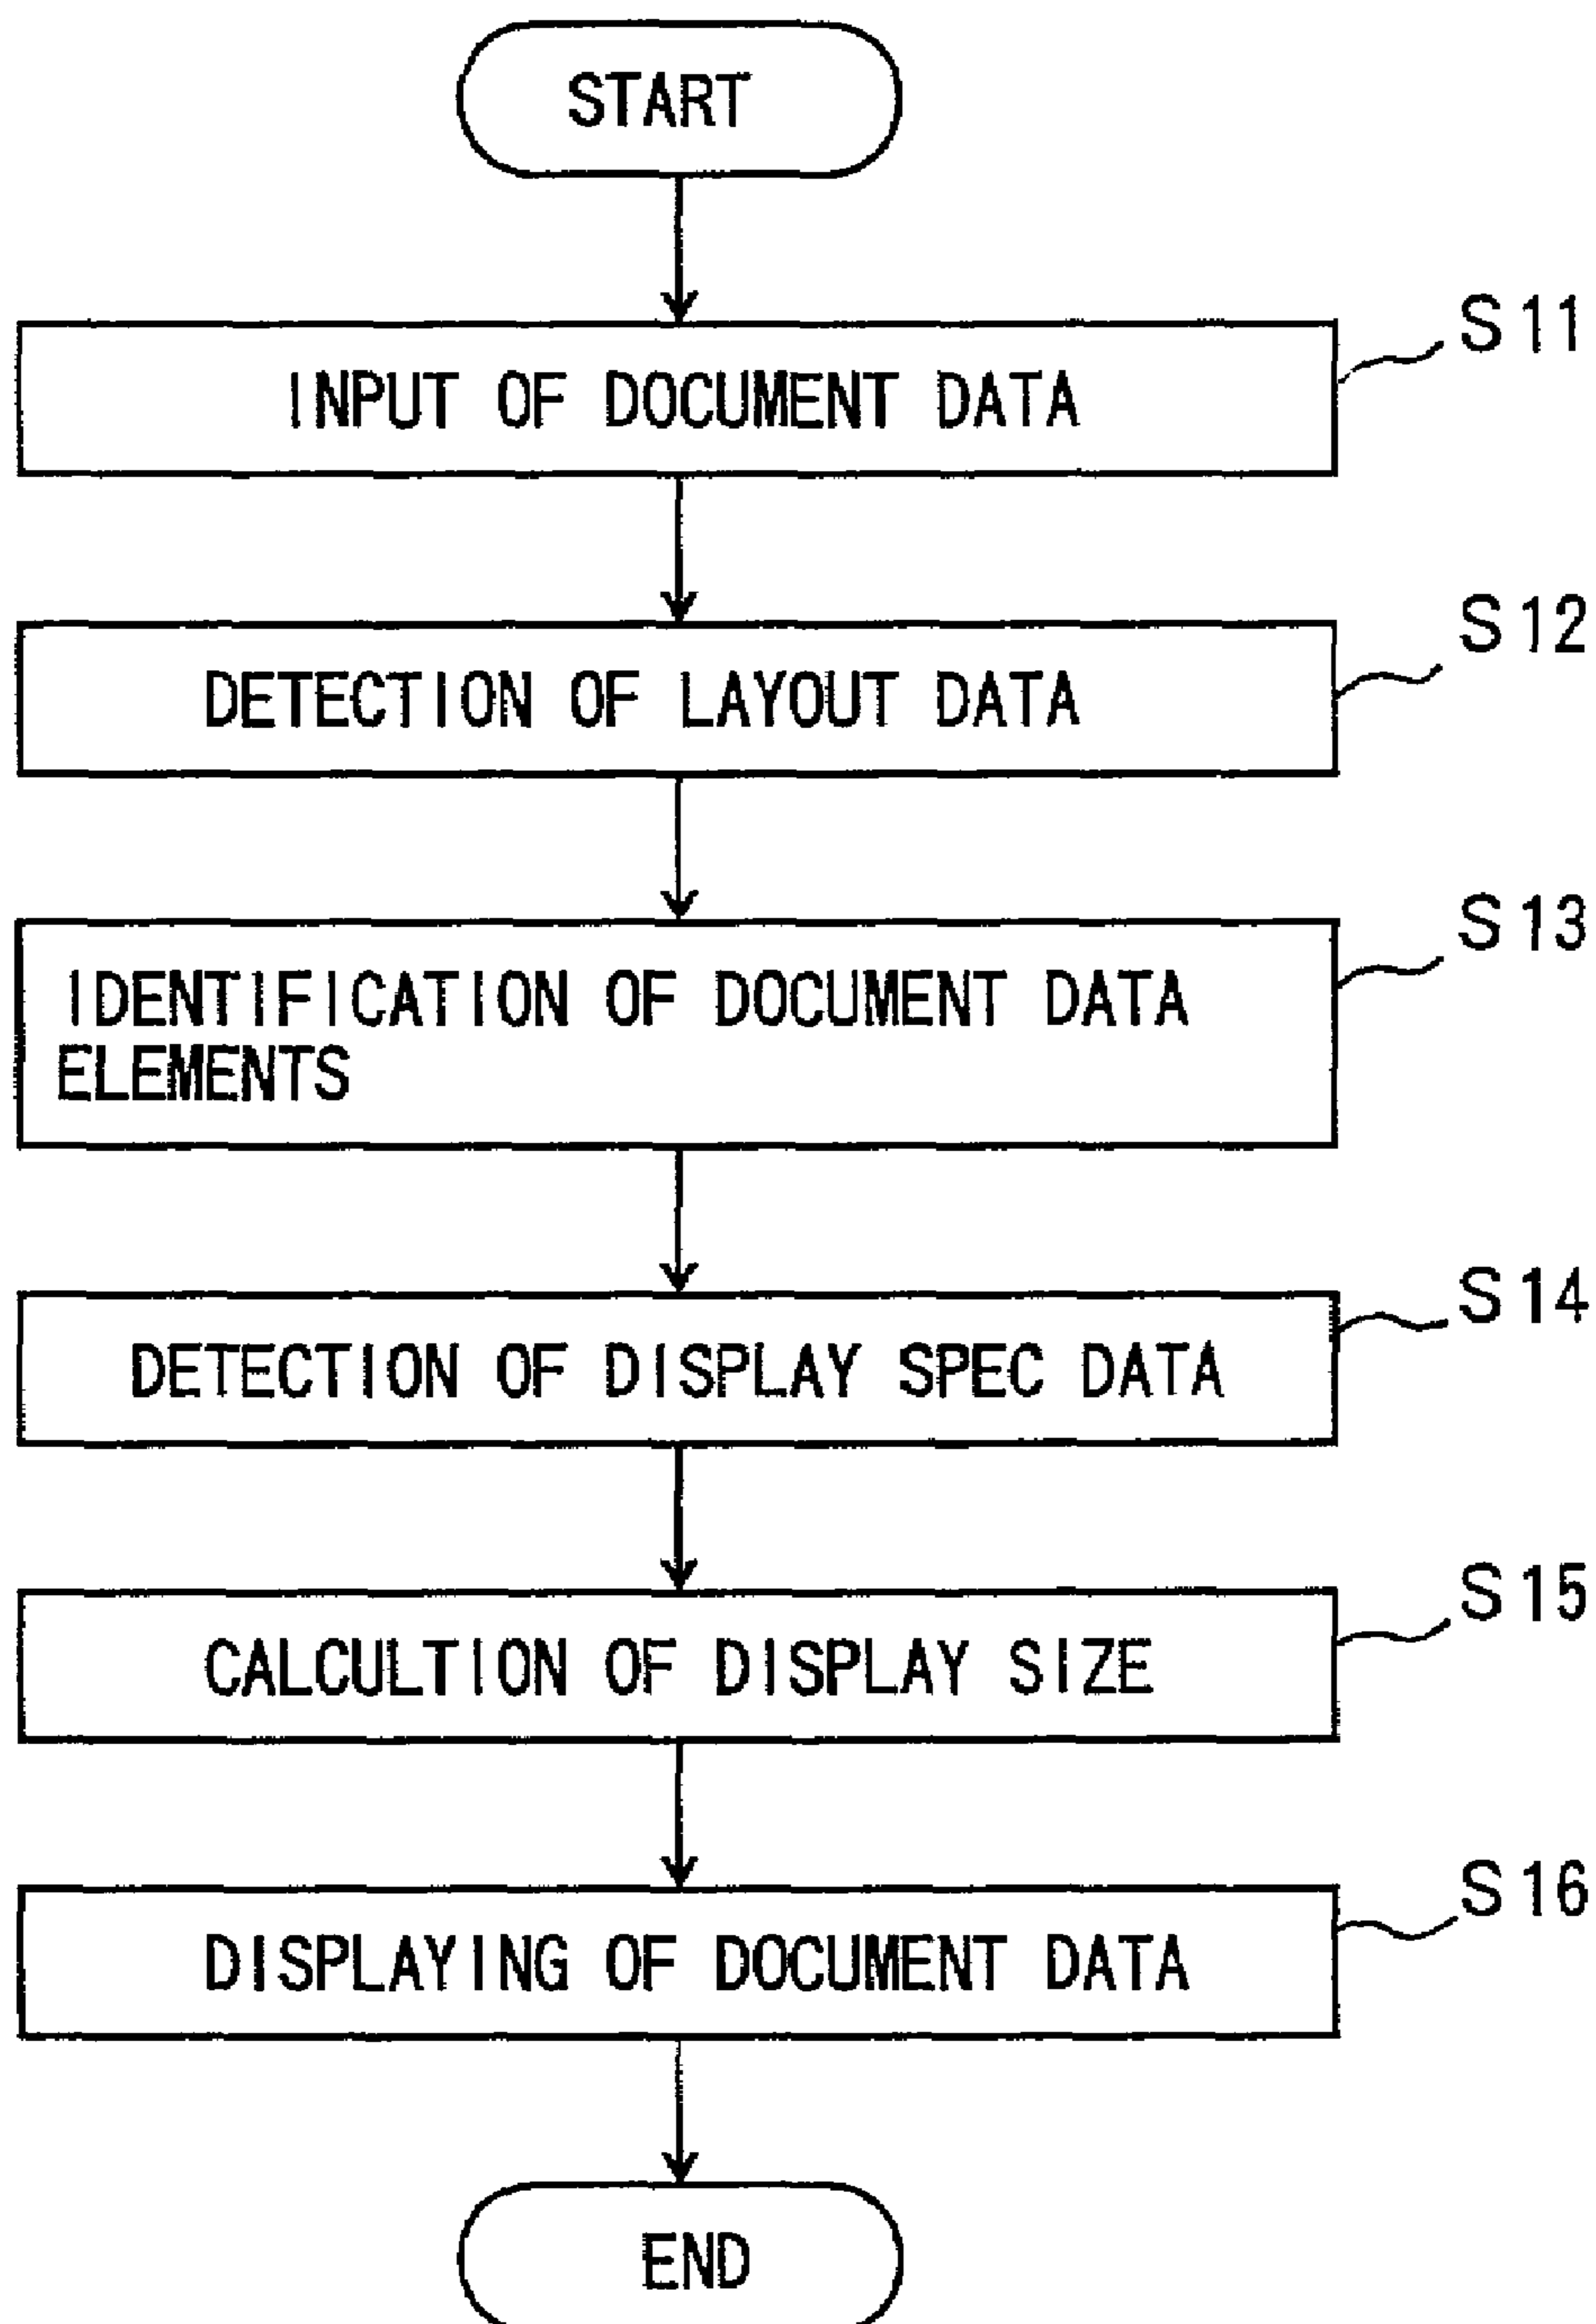 START
S11
INPUT OF DOCUMENT DATA
S12
DETECTION OF LAYOUT DATA
S13
IDENTIFICATION OF DOCUMENT DATA
ELEMENTS
S14
DETECTION OF DISPLAY SPEC DATA
S15
CALCULTION OF DISPLAY SIZE
S16
DISPLAYING OF DOCUMENT DATA
END